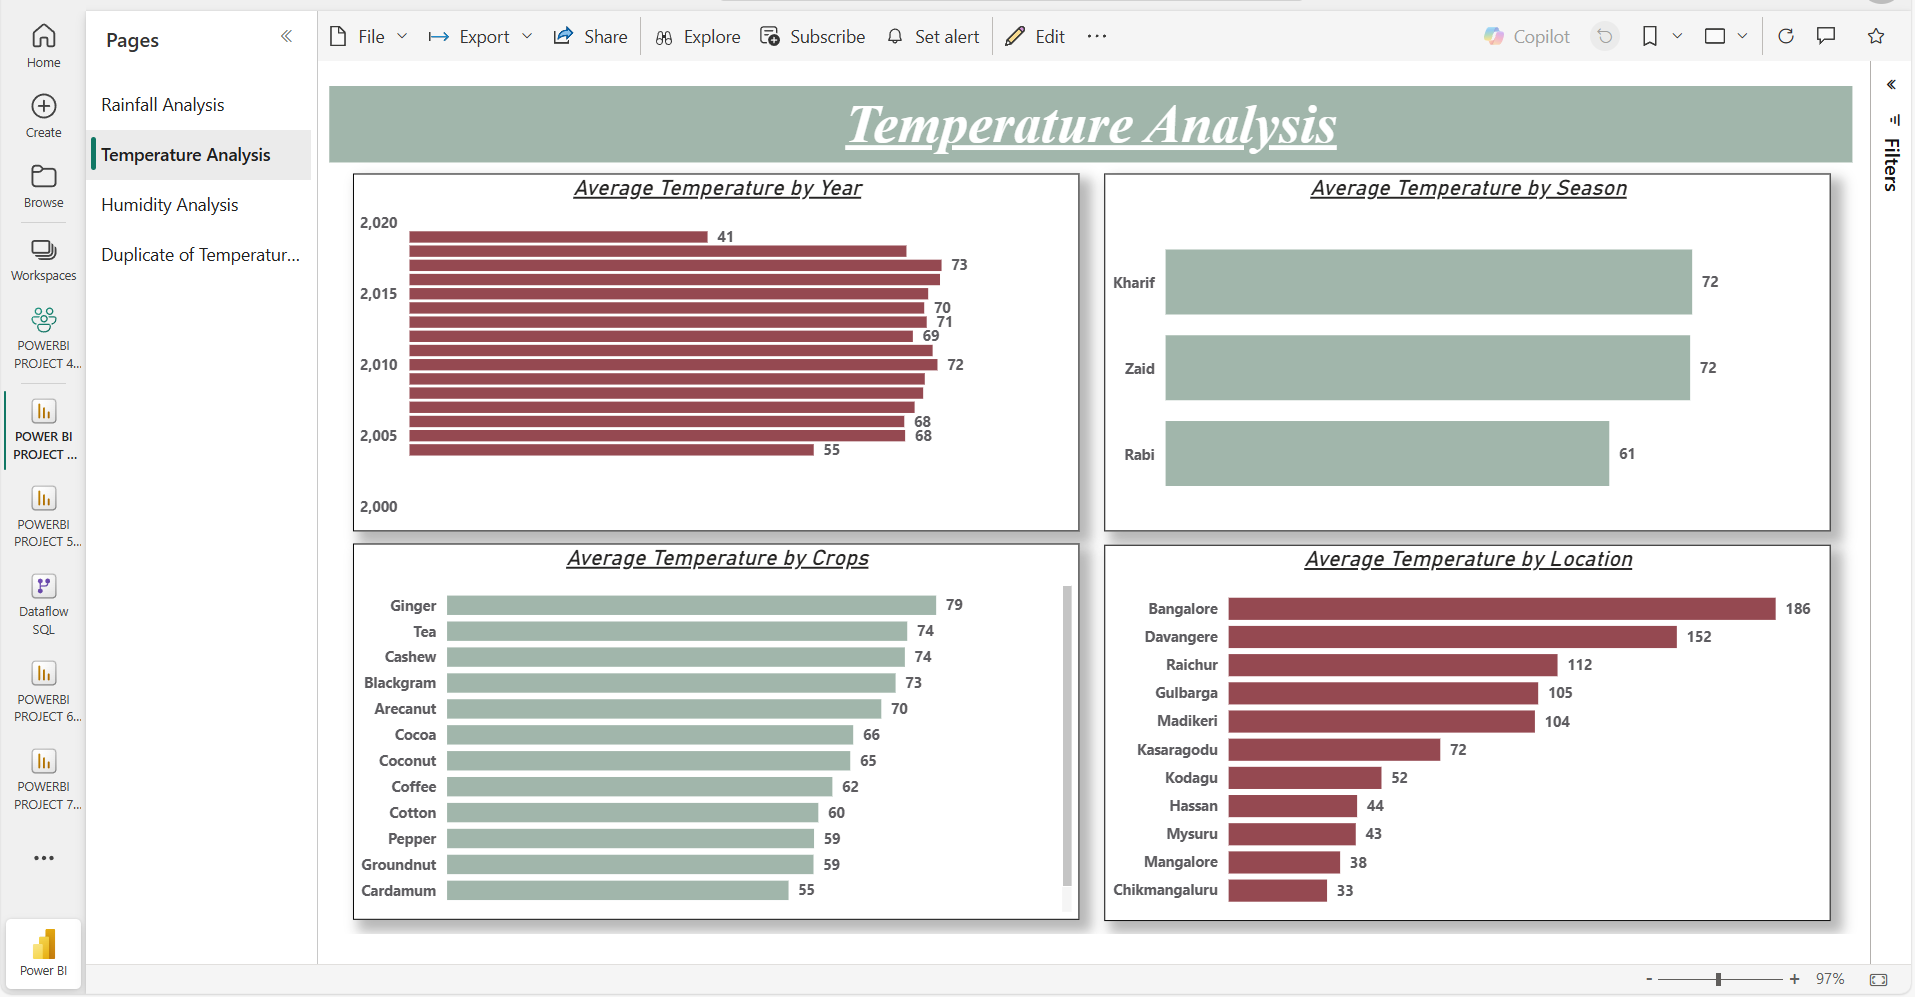 Home
Create
Browse
Workspaces
POWERBI
PROJECT 4...
POWER BI
PROJECT ...
POWERBI
PROJECT 5...
Dataflow
SQL
POWERBI
PROJECT 6...
POWERBI
PROJECT 7...
Power BI
Pages
Rainfall Analysis
Temperature Analysis
Humidity Analysis
Duplicate of Temperatur...
File
Export
Share
Explore
Subscribe
Set alert
Edit
Copilot
Filters
Temperature Analysis
Average Temperature by Year
2,020
41
73
2,015
70
71
69
2,010
72
68
2,005
68
55
2,000
Average Temperature by Season
Kharif 72
Zaid 72
Rabi 61
Average Temperature by Crops
Ginger 79
Tea 74
Cashew 74
Blackgram 73
Arecanut 70
Cocoa 66
Coconut 65
Coffee 62
Cotton 60
Pepper 59
Groundnut 59
Cardamum 55
Average Temperature by Location
Bangalore 186
Davangere 152
Raichur 112
Gulbarga 105
Madikeri 104
Kasaragodu 72
Kodagu 52
Hassan 44
Mysuru 43
Mangalore 38
Chikmangaluru 33
- + 97%